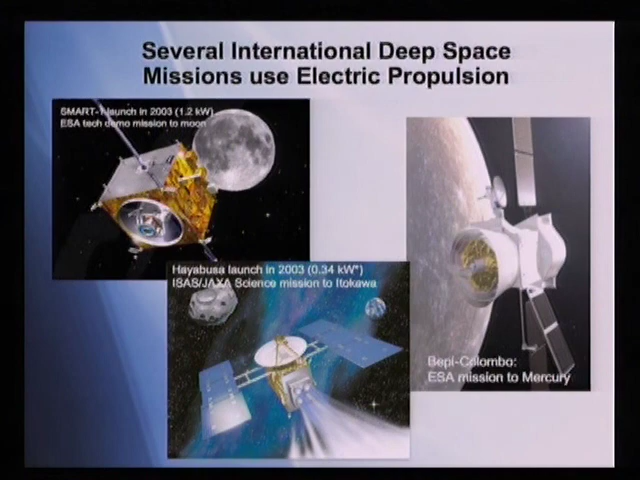 Several International Deep Space
Missions use Electric Propulsion
SMART-1 launch in 2003 (1.2 kW)
ESA tech demo mission to moon
Hayabusa launch in 2003 (0.34 kW*)
ISAS/JAXA Science mission to Itokawa
Bepi-Colombo:
ESA mission to Mercury